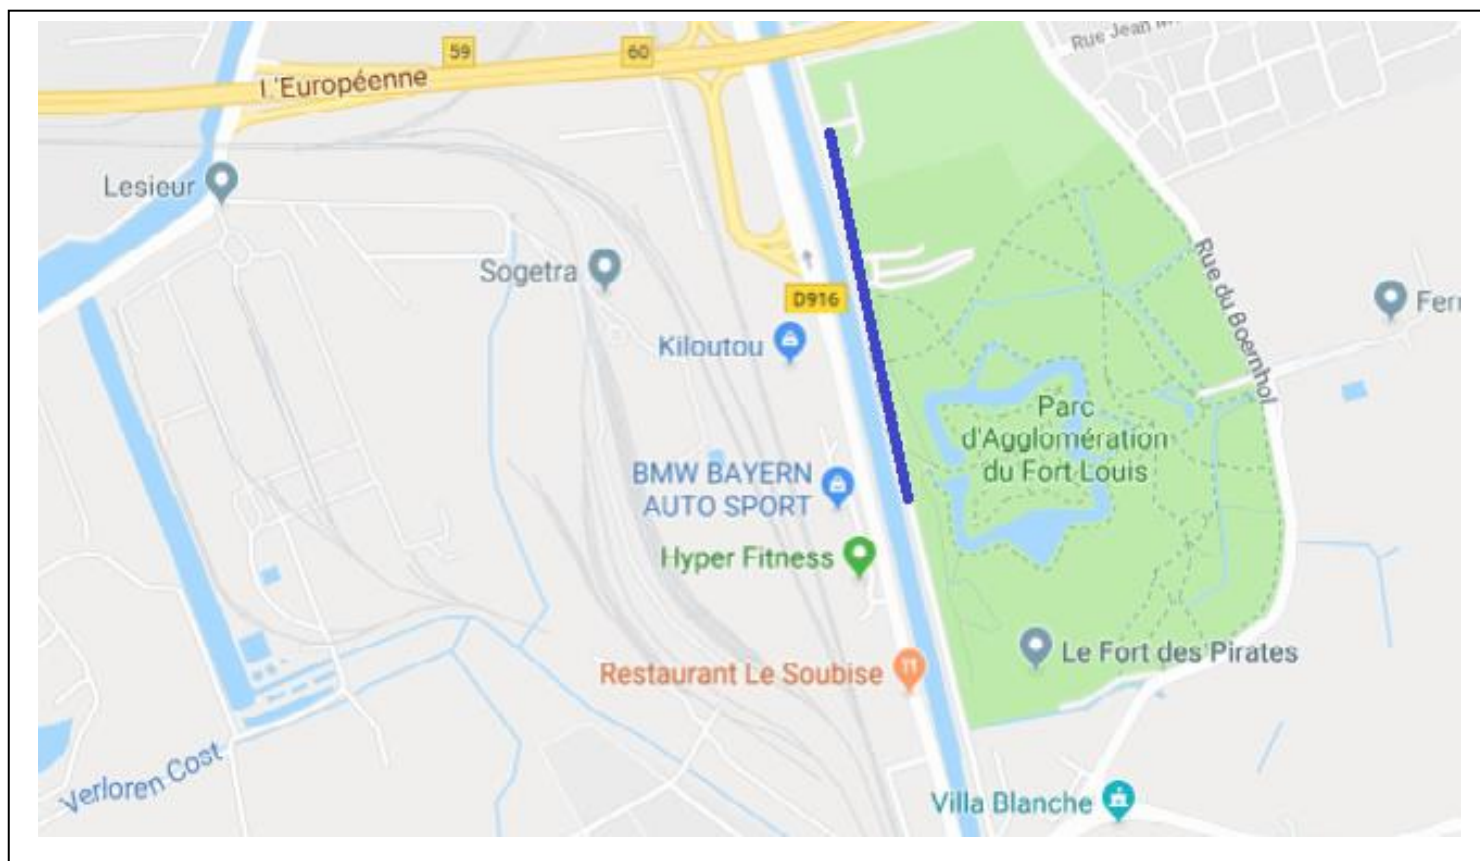 Rue Jean M
59
60
L'Européenne
Lesieur
Sogetra
D916
Rue du Boernhol
Fer
Kiloutou
Parc
d'Agglomération
du Fort Louis
BMW BAYERN
AUTO SPORT
Hyper Fitness
Le Fort des Pirates
Restaurant Le Soubise
Verloren Cost
Villa Blanche